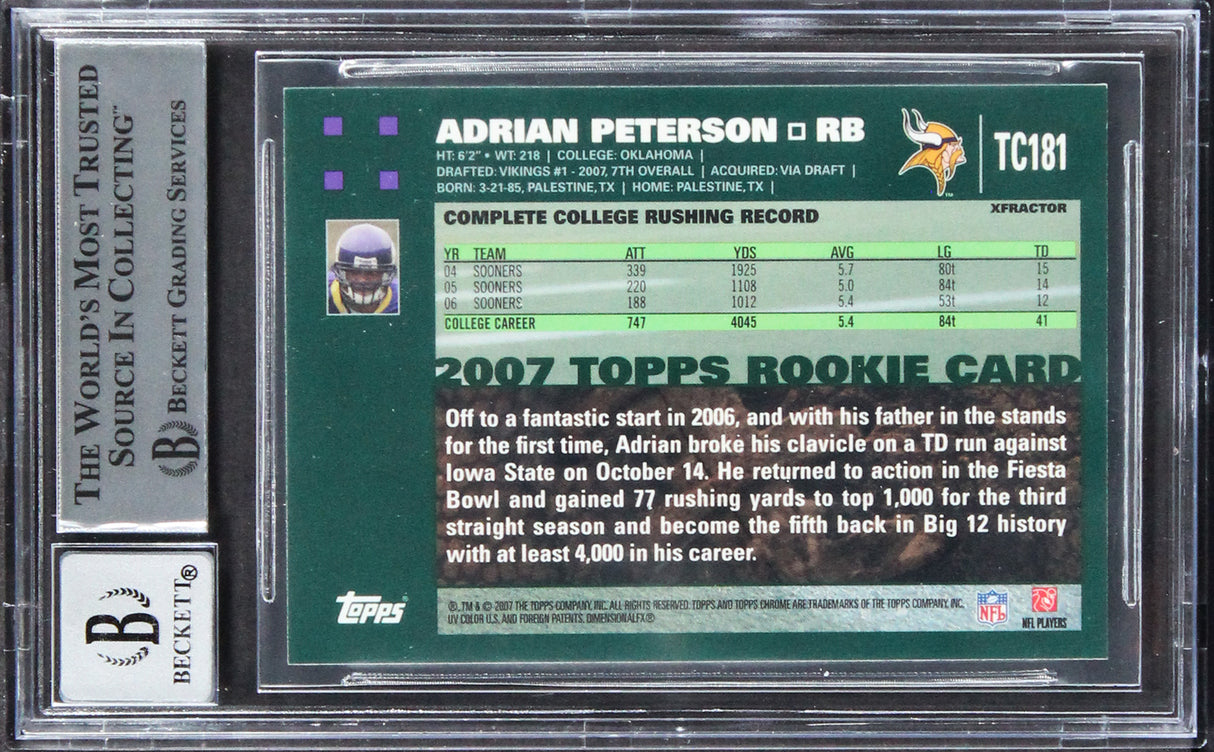 THE WORLD'S MOST TRUSTED
SOURCE IN COLLECTING™
B BECKETT GRADING SERVICES
B BECKETT®
ADRIAN PETERSON □ RB
HT: 6'2" • WT: 218 | COLLEGE: OKLAHOMA |
DRAFTED: VIKINGS #1 - 2007, 7TH OVERALL | ACQUIRED: VIA DRAFT |
BORN: 3-21-85, PALESTINE, TX | HOME: PALESTINE, TX |
TC181
COMPLETE COLLEGE RUSHING RECORD
XFRACTOR
YR TEAM ATT YDS AVG LG TD
04 SOONERS 339 1925 5.7 80t 15
05 SOONERS 220 1108 5.0 84t 14
06 SOONERS 188 1012 5.4 53t 12
COLLEGE CAREER 747 4045 5.4 84t 41
2007 TOPPS ROOKIE CARD
Off to a fantastic start in 2006, and with his father in the stands
for the first time, Adrian broke his clavicle on a TD run against
Iowa State on October 14. He returned to action in the Fiesta
Bowl and gained 77 rushing yards to top 1,000 for the third
straight season and become the fifth back in Big 12 history
with at least 4,000 in his career.
Topps®
®, TM & © 2007 THE TOPPS COMPANY, INC. ALL RIGHTS RESERVED. TOPPS AND TOPPS CHROME ARE TRADEMARKS OF THE TOPPS COMPANY, INC.
UV COLOR U.S. AND FOREIGN PATENTS, DIMENSIONALFX®
NFL
NFL PLAYERS